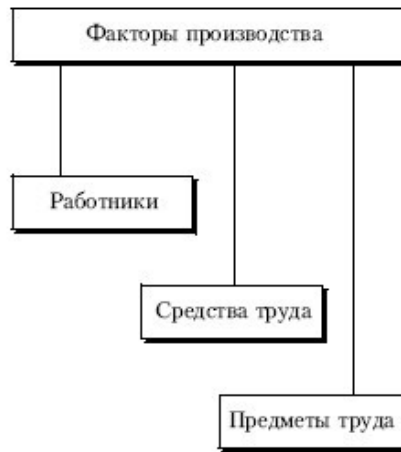 Факторы производства
Работники
Средства труда
Предметы труда